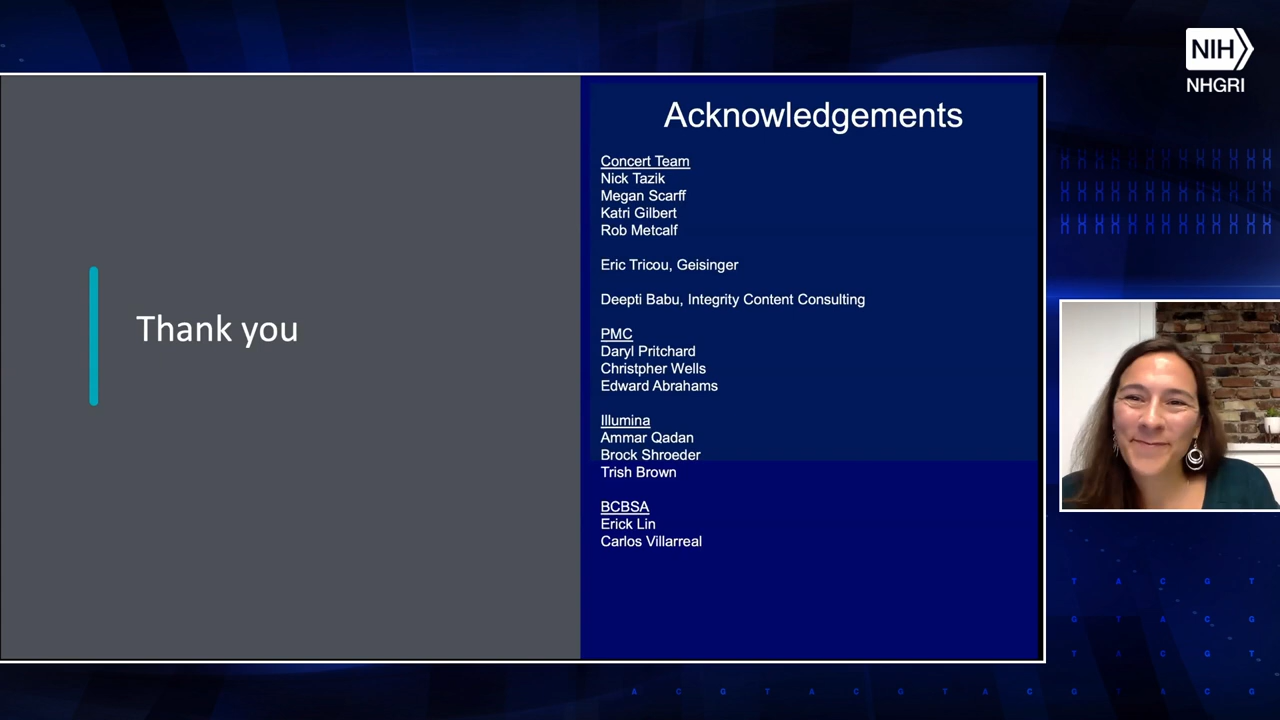 NIH
NHGRI
Acknowledgements
Concert Team
Nick Tazik
Megan Scarff
Katri Gilbert
Rob Metcalf
Eric Tricou, Geisinger
Deepti Babu, Integrity Content Consulting
PMC
Daryl Pritchard
Christpher Wells
Edward Abrahams
Illumina
Ammar Qadan
Brock Shroeder
Trish Brown
BCBSA
Erick Lin
Carlos Villarreal
Thank you
T A C G T
G T A C G
T A C G T
A C G T A C G T A C G T A C G